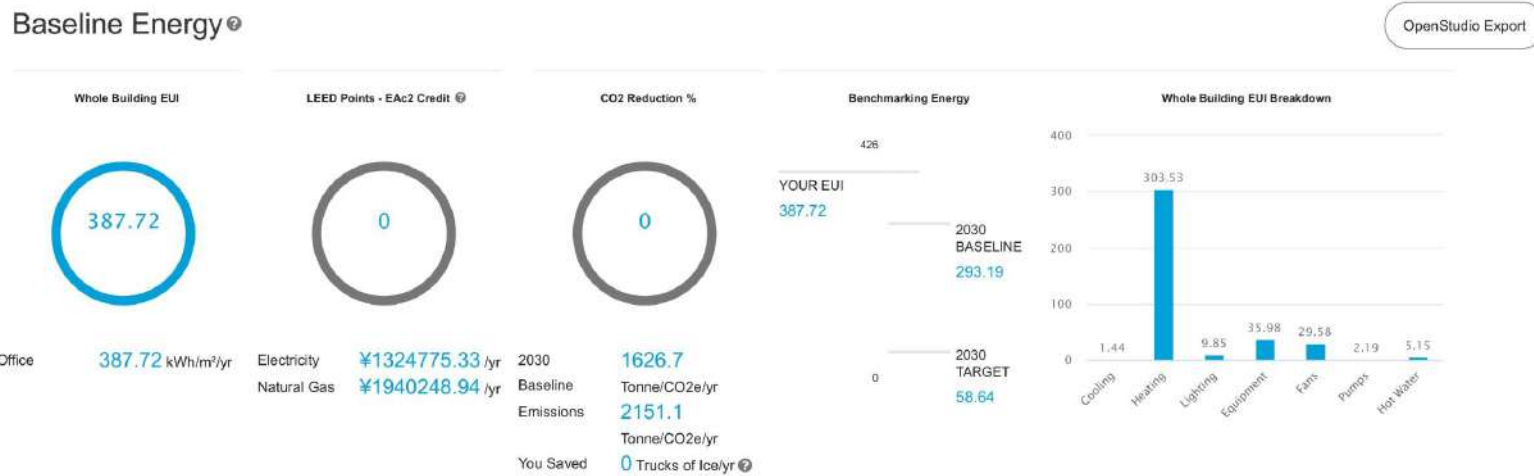 Baseline Energy
OpenStudio Export
Whole Building EUI
387.72
Office 387.72 kWh/m²/yr
LEED Points - EAc2 Credit
0
Electricity ¥1324775.33 /yr
Natural Gas ¥1940248.94 /yr
CO2 Reduction %
0
2030 1626.7
Baseline Tonne/CO2e/yr
Emissions 2151.1
Tonne/CO2e/yr
You Saved 0 Trucks of Ice/yr
Benchmarking Energy
426
YOUR EUI
387.72
2030
BASELINE
293.19
2030
TARGET
58.64
0
Whole Building EUI Breakdown
400
300
200
100
0
1.44
303.53
9.85
35.98
29.58
2.19
5.15
Cooling
Heating
Lighting
Equipment
Fans
Pumps
Hot Water